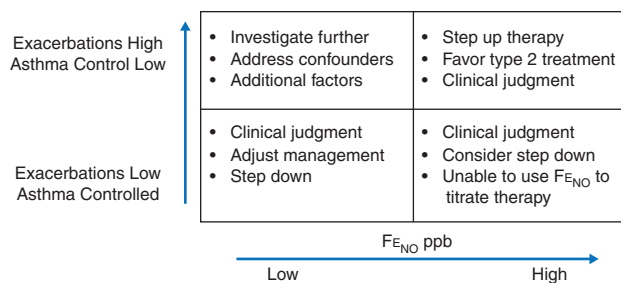 Exacerbations High
Asthma Control Low
• Investigate further
• Address confounders
• Additional factors
• Step up therapy
• Favor type 2 treatment
• Clinical judgment
Exacerbations Low
Asthma Controlled
• Clinical judgment
• Adjust management
• Step down
• Clinical judgment
• Consider step down
• Unable to use FENO to
titrate therapy
FENO ppb
Low
High